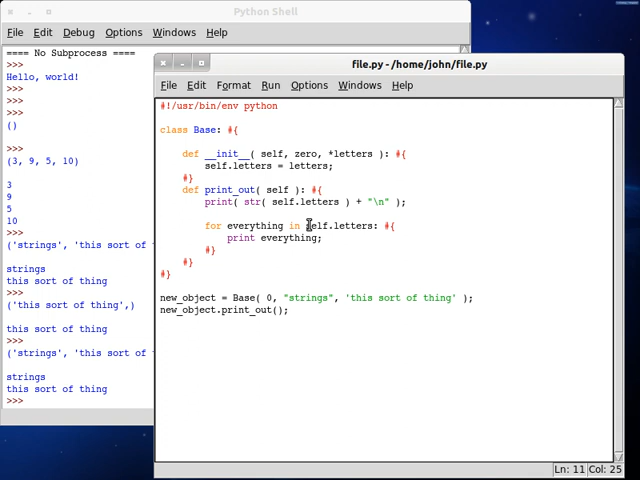 Python Shell
File Edit Debug Options Windows Help
==== No Subprocess ====
>>>
Hello, world!
>>>
>>>
>>>
()
>>>
(3, 9, 5, 10)
3
9
5
10
>>>
('strings', 'this sort of
strings
this sort of thing
>>>
('this sort of thing',)
this sort of thing
>>>
('strings', 'this sort of
strings
this sort of thing
>>>
file.py - /home/john/file.py
File Edit Format Run Options Windows Help
#!/usr/bin/env python
class Base: #{
def __init__( self, zero, *letters ): #{
self.letters = letters;
#}
def print_out( self ): #{
print( str( self.letters ) + "\n" );
for everything in self.letters: #{
print everything;
#}
#}
#}
new_object = Base( 0, "strings", 'this sort of thing' );
new_object.print_out();
Ln: 11 Col: 25